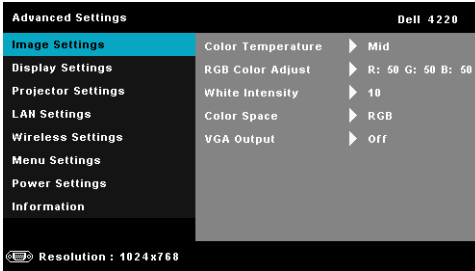 Advanced Settings Dell 4220
Image Settings Color Temperature Mid
Display Settings RGB Color Adjust R: 50 G: 50 B: 50
Projector Settings White Intensity 10
LAN Settings Color Space RGB
Wireless Settings VGA Output Off
Menu Settings
Power Settings
Information
Resolution : 1024x768